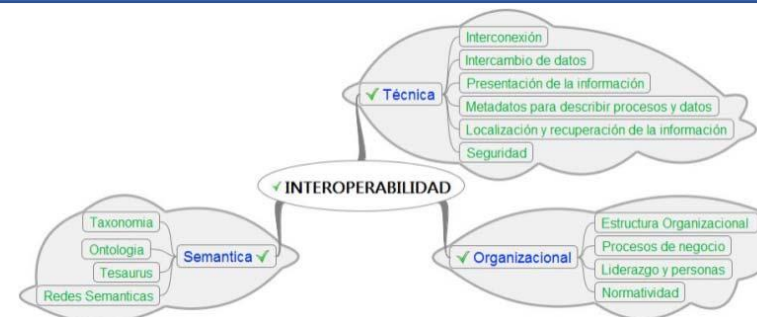 Interconexión
Intercambio de datos
Presentación de la información
Técnica
Metadatos para describir procesos y datos
Localización y recuperación de la información
Seguridad
INTEROPERABILIDAD
Taxonomia
Ontologia
Semantica
Tesaurus
Redes Semanticas
Estructura Organizacional
Procesos de negocio
Organizacional
Liderazgo y personas
Normatividad